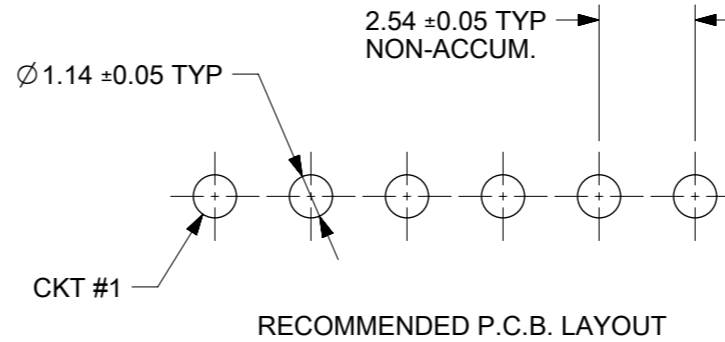 2.54 ±0.05 TYP
NON-ACCUM.
∅1.14 ±0.05 TYP
CKT #1
RECOMMENDED P.C.B. LAYOUT